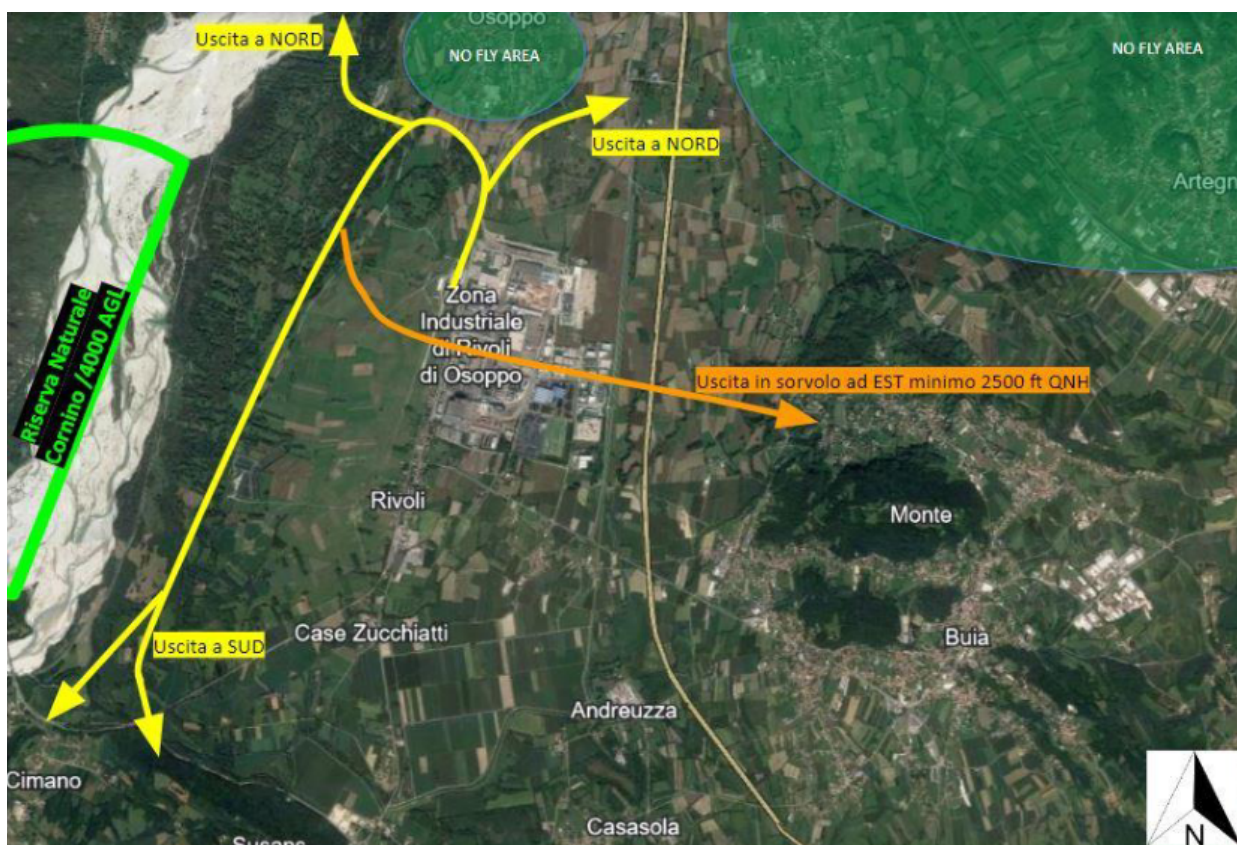 Osoppo
Uscita a NORD
NO FLY AREA
NO FLY AREA
Uscita a NORD
Artegn
Riserva Naturale
Cornino /4000 AGL
Zona
Industriale
di Rivoli
di Osoppo
Uscita in sorvolo ad EST minimo 2500 ft QNH
Rivoli
Monte
Case Zucchiatti
Uscita a SUD
Buia
Andreuzza
Cimano
Casasola
Susans
N